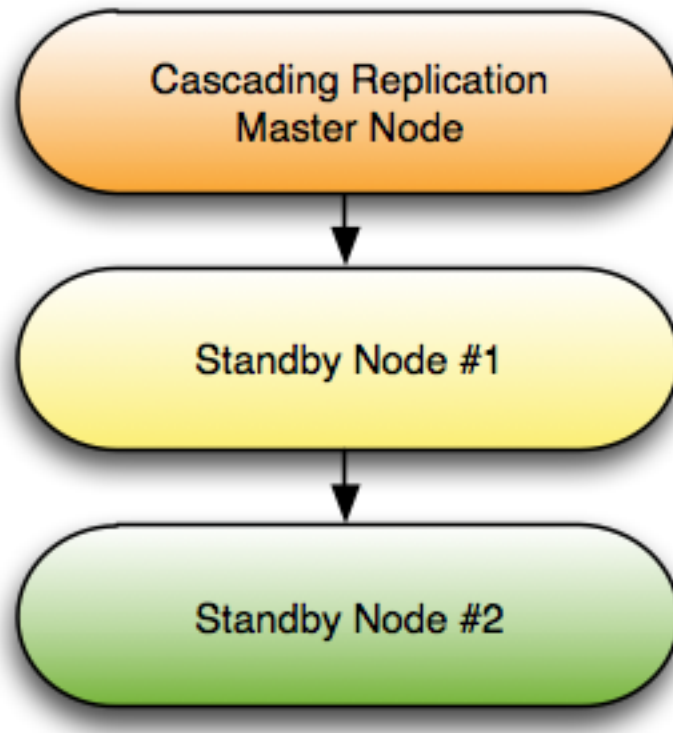 Cascading Replication
Master Node
Standby Node #1
Standby Node #2